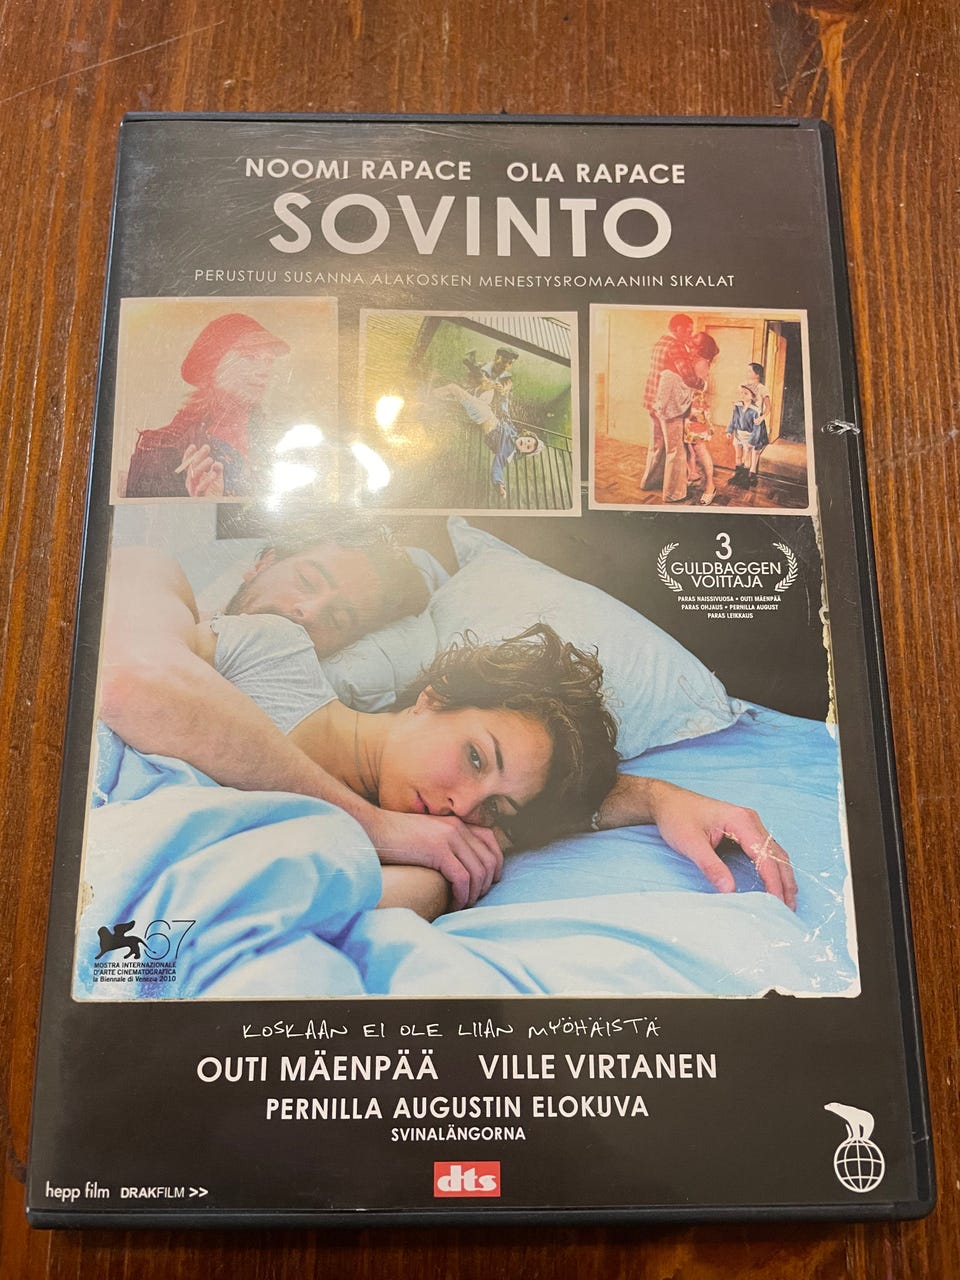 NOOMI RAPACE OLA RAPACE
SOVINTO
PERUSTUU SUSANNA ALAKOSKEN MENESTYSROMAANIIN SIKALAT
3
GULDBAGGEN
VOITTAJA
PARAS NAISSIVUOSA • OUTI MÄENPÄÄ
PARAS OHJAUS • PERNILLA AUGUST
PARAS LEIKKAUS
67
MOSTRA INTERNAZIONALE
D'ARTE CINEMATOGRAFICA
la Biennale di Venezia 2010
KOSKAAN EI OLE LIIAN MYÖHÄISTÄ
OUTI MÄENPÄÄ VILLE VIRTANEN
PERNILLA AUGUSTIN ELOKUVA
SVINALÄNGORNA
dts
hepp film DRAKFILM >>